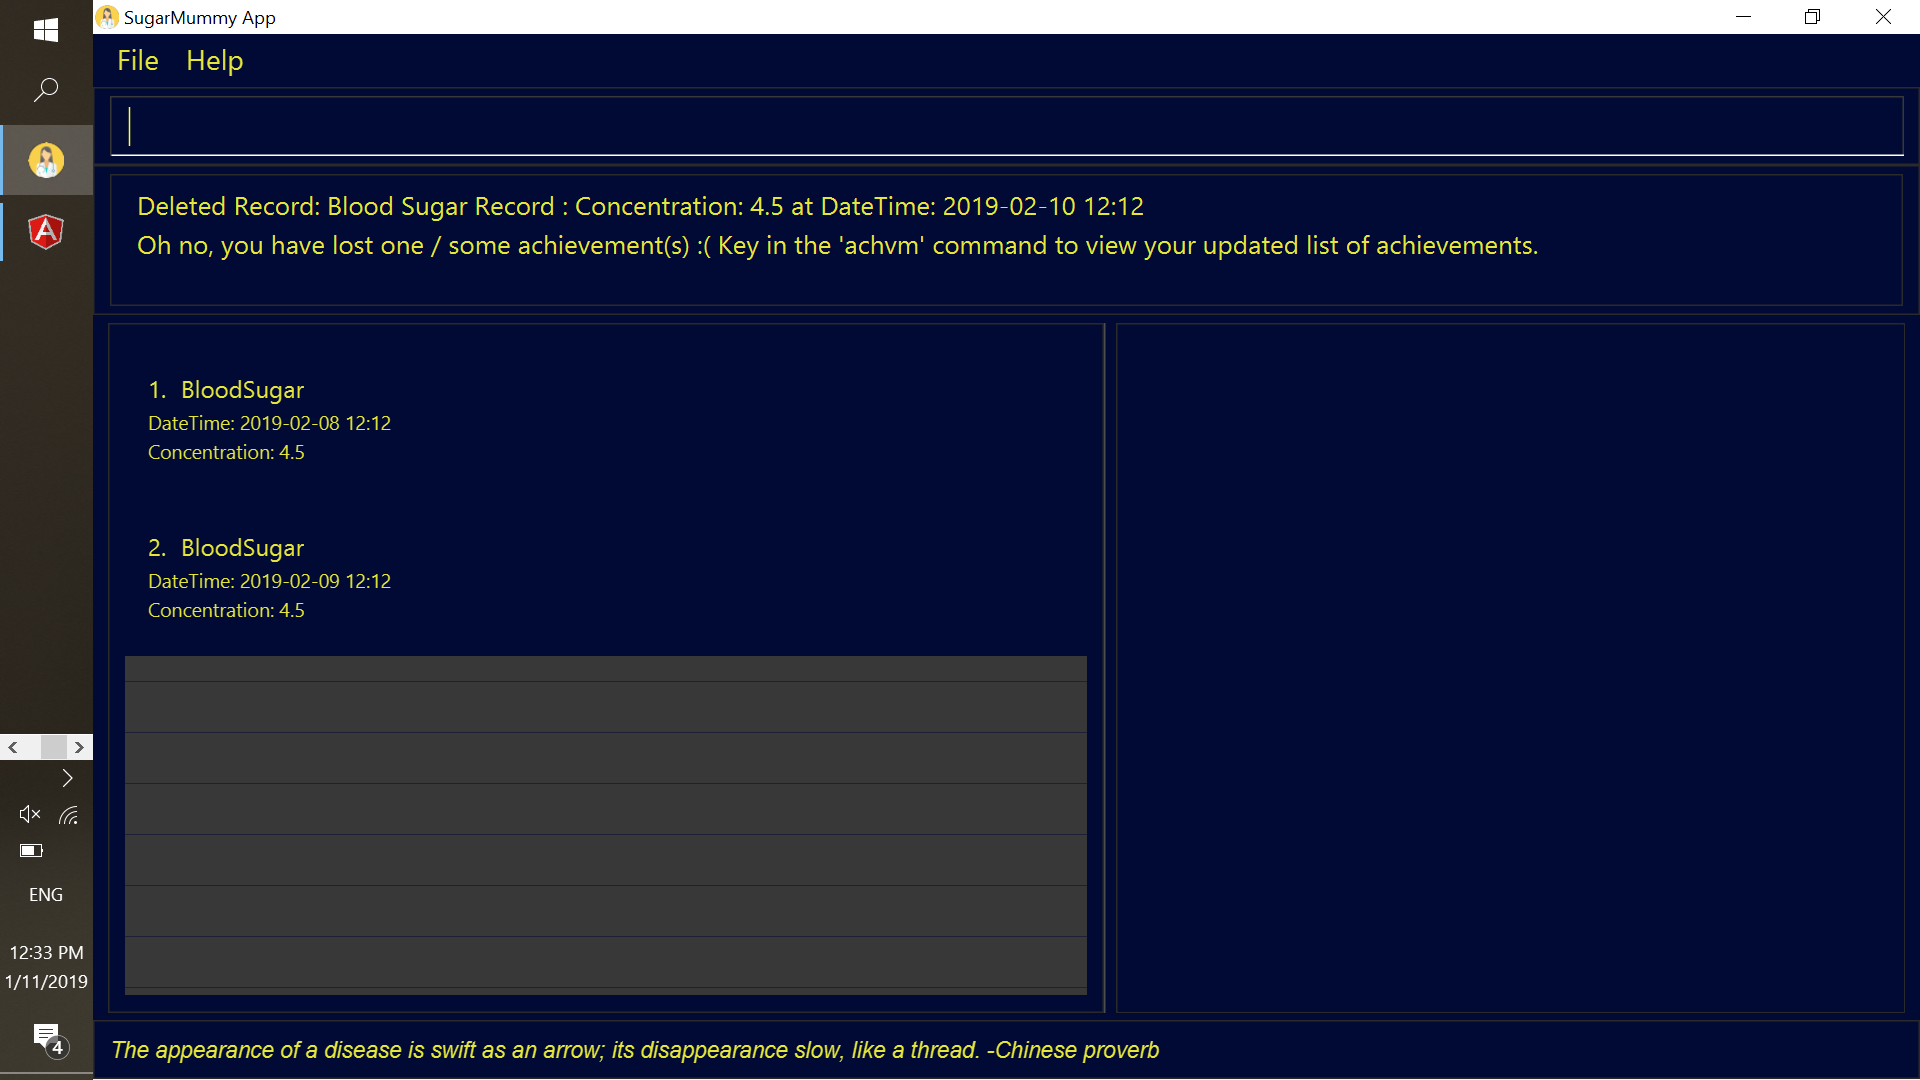 SugarMummy App
File Help
Deleted Record: Blood Sugar Record : Concentration: 4.5 at DateTime: 2019-02-10 12:12
Oh no, you have lost one / some achievement(s) :( Key in the 'achvm' command to view your updated list of achievements.
1. BloodSugar
DateTime: 2019-02-08 12:12
Concentration: 4.5
2. BloodSugar
DateTime: 2019-02-09 12:12
Concentration: 4.5
The appearance of a disease is swift as an arrow; its disappearance slow, like a thread. -Chinese proverb
ENG
12:33 PM
1/11/2019
4